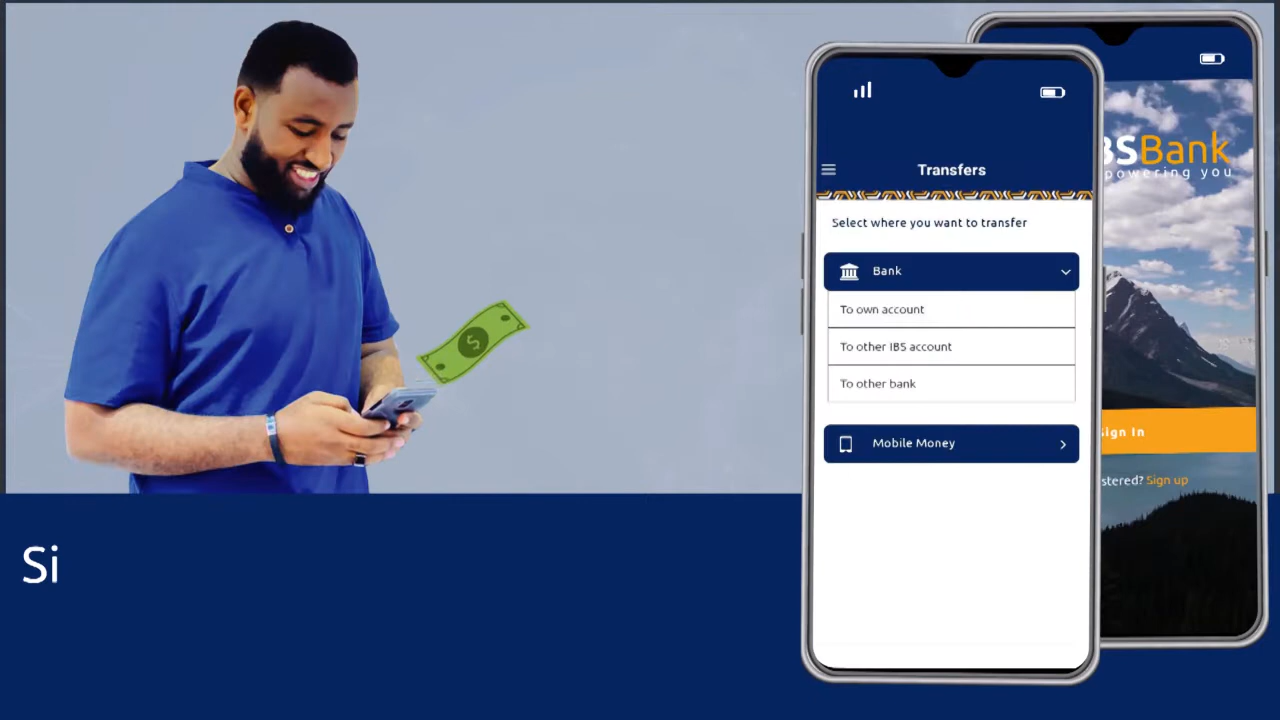 Si
$
Transfers
Select where you want to transfer
Bank
To own account
To other IBS account
To other bank
Mobile Money
BSBank
powering you
Sign In
stered? Sign up